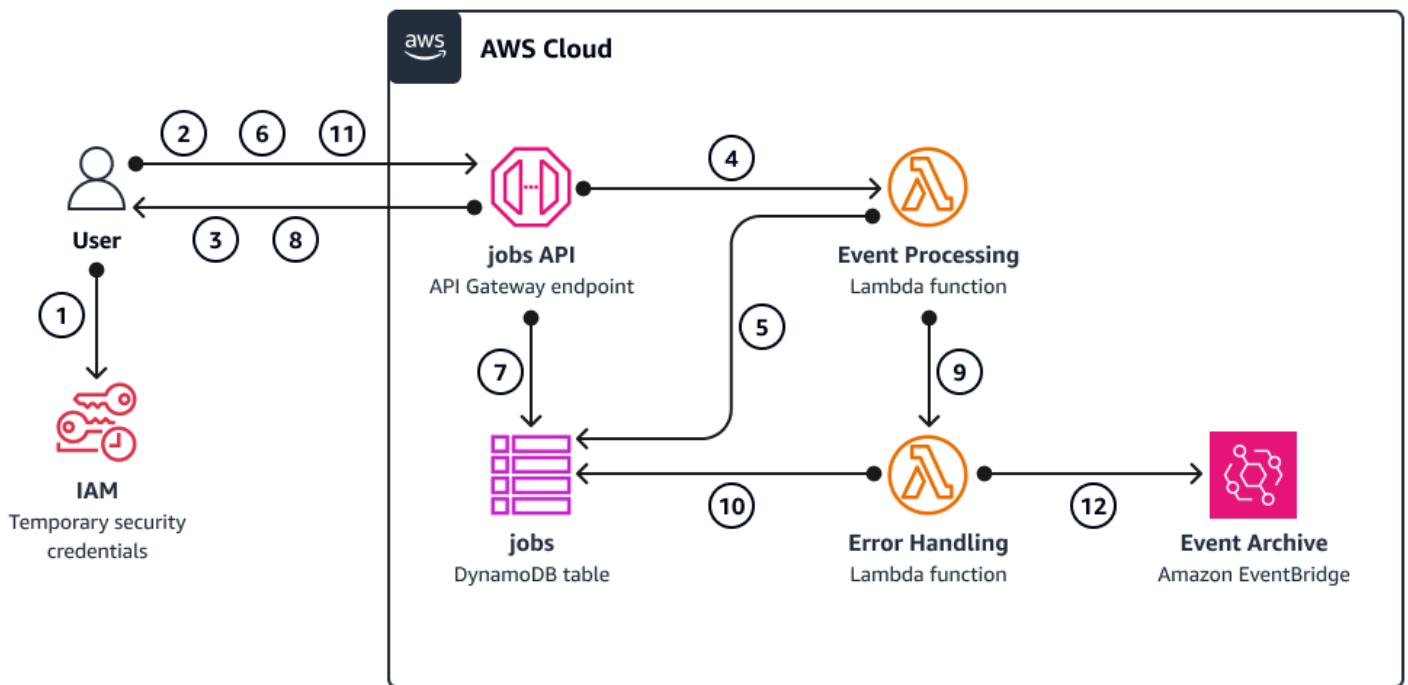 aws
AWS Cloud
2 6 11
4
User
3 8
jobs API
API Gateway endpoint
Event Processing
Lambda function
1
5
7
9
IAM
Temporary security
credentials
10
12
jobs
DynamoDB table
Error Handling
Lambda function
Event Archive
Amazon EventBridge